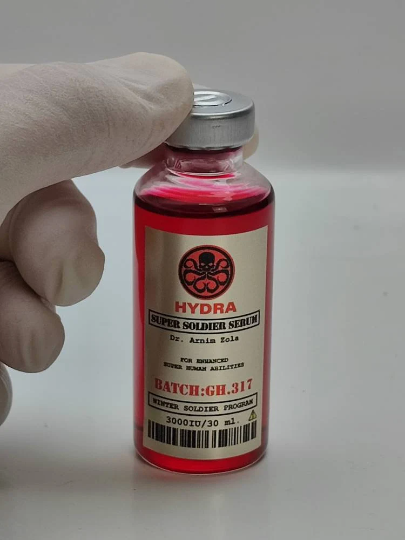 HYDRA
SUPER SOLDIER SERUM
Dr. Arnim Zola
FOR ENHANCED
SUPER HUMAN ABILITIES
BATCH:GH.317
WINTER SOLDIER PROGRAM
3000IU/30 ml.